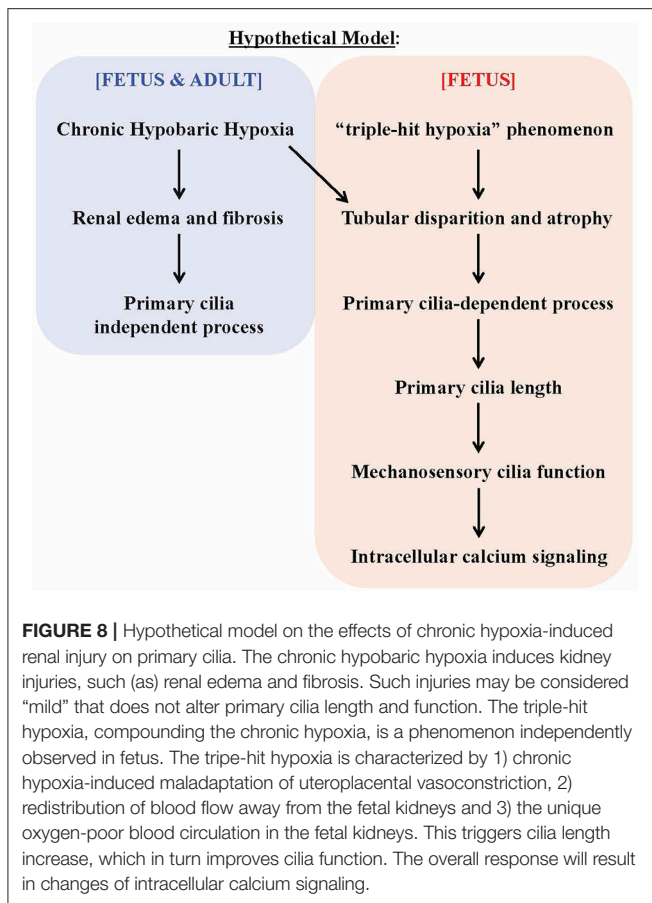 Hypothetical Model:
[FETUS & ADULT]
Chronic Hypobaric Hypoxia
Renal edema and fibrosis
Primary cilia
independent process
[FETUS]
“triple-hit hypoxia” phenomenon
Tubular disparition and atrophy
Primary cilia-dependent process
Primary cilia length
Mechanosensory cilia function
Intracellular calcium signaling
FIGURE 8 | Hypothetical model on the effects of chronic hypoxia-induced
renal injury on primary cilia. The chronic hypobaric hypoxia induces kidney
injuries, such (as) renal edema and fibrosis. Such injuries may be considered
“mild” that does not alter primary cilia length and function. The triple-hit
hypoxia, compounding the chronic hypoxia, is a phenomenon independently
observed in fetus. The tripe-hit hypoxia is characterized by 1) chronic
hypoxia-induced maladaptation of uteroplacental vasoconstriction, 2)
redistribution of blood flow away from the fetal kidneys and 3) the unique
oxygen-poor blood circulation in the fetal kidneys. This triggers cilia length
increase, which in turn improves cilia function. The overall response will result
in changes of intracellular calcium signaling.